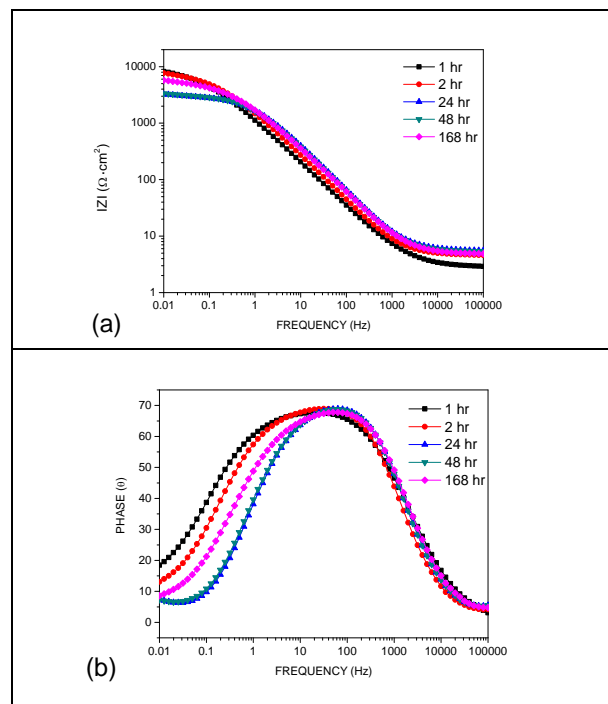 10000
1000
100
10
1
0.01 0.1 1 10 100 1000 10000 100000
IZI (Ω·cm²)
FREQUENCY (Hz)
1 hr
2 hr
24 hr
48 hr
168 hr
(a)
70
60
50
40
30
20
10
0
0.01 0.1 1 10 100 1000 10000 100000
PHASE (θ)
FREQUENCY (Hz)
1 hr
2 hr
24 hr
48 hr
168 hr
(b)